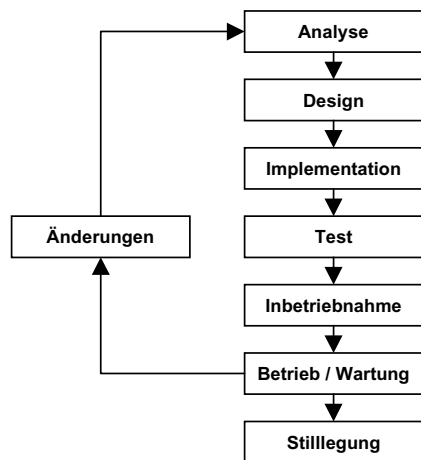 Analyse
Design
Implementation
Änderungen
Test
Inbetriebnahme
Betrieb / Wartung
Stilllegung